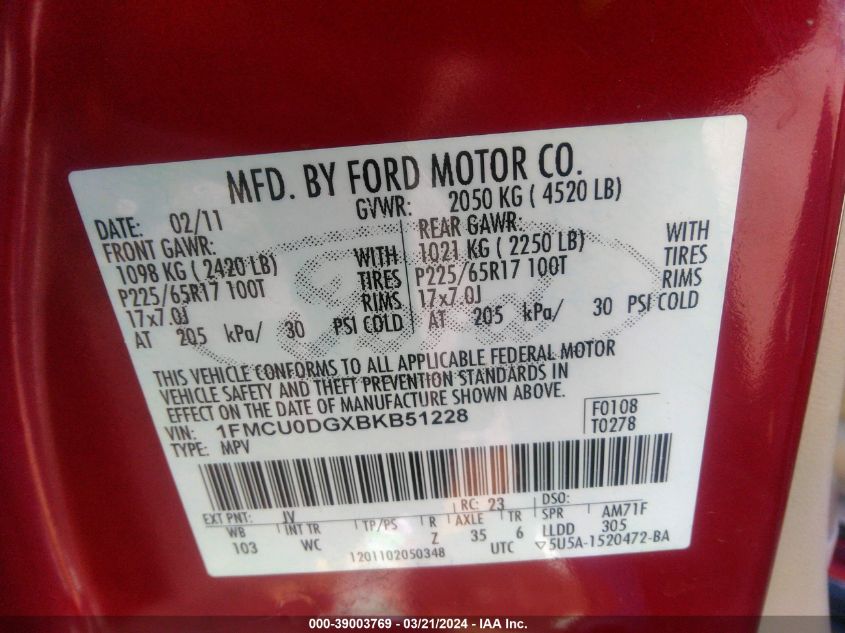 MFD. BY FORD MOTOR CO.
DATE: 02/11 GVWR: 2050 KG ( 4520 LB)
FRONT GAWR: REAR GAWR:
1098 KG ( 2420 LB) WITH 1021 KG ( 2250 LB) WITH
P225/65R17 100T TIRES P225/65R17 100T TIRES
17x7.0J RIMS 17x7.0J RIMS
AT 205 kPa/ 30 PSI COLD AT 205 kPa/ 30 PSI COLD
THIS VEHICLE CONFORMS TO ALL APPLICABLE FEDERAL MOTOR
VEHICLE SAFETY AND THEFT PREVENTION STANDARDS IN
EFFECT ON THE DATE OF MANUFACTURE SHOWN ABOVE.
VIN: 1FMCU0DGXBKB51228 F0108
TYPE: MPV T0278
EXT PNT: JV RC: 23 DSO:
WB INT TR TP/PS R AXLE TR SPR AM71F
103 WC Z 35 6 LLDD 305
1201102050348 UTC ▽5U5A-1520472-BA
Ford
000-39003769 - 03/21/2024 - IAA Inc.